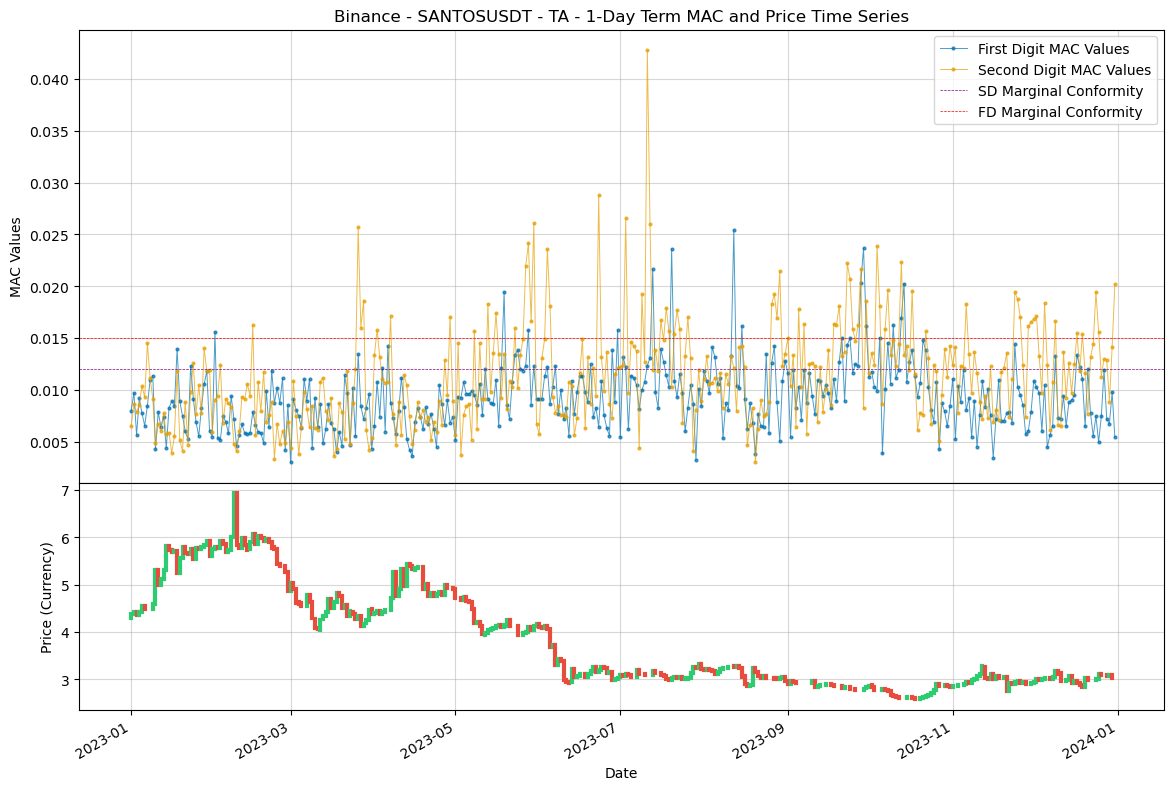 Binance - SANTOSUSDT - TA - 1-Day Term MAC and Price Time Series
First Digit MAC Values
Second Digit MAC Values
SD Marginal Conformity
FD Marginal Conformity
MAC Values
0.040
0.035
0.030
0.025
0.020
0.015
0.010
0.005
Price (Currency)
7
6
5
4
3
2023-01
2023-03
2023-05
2023-07
2023-09
2023-11
2024-01
Date